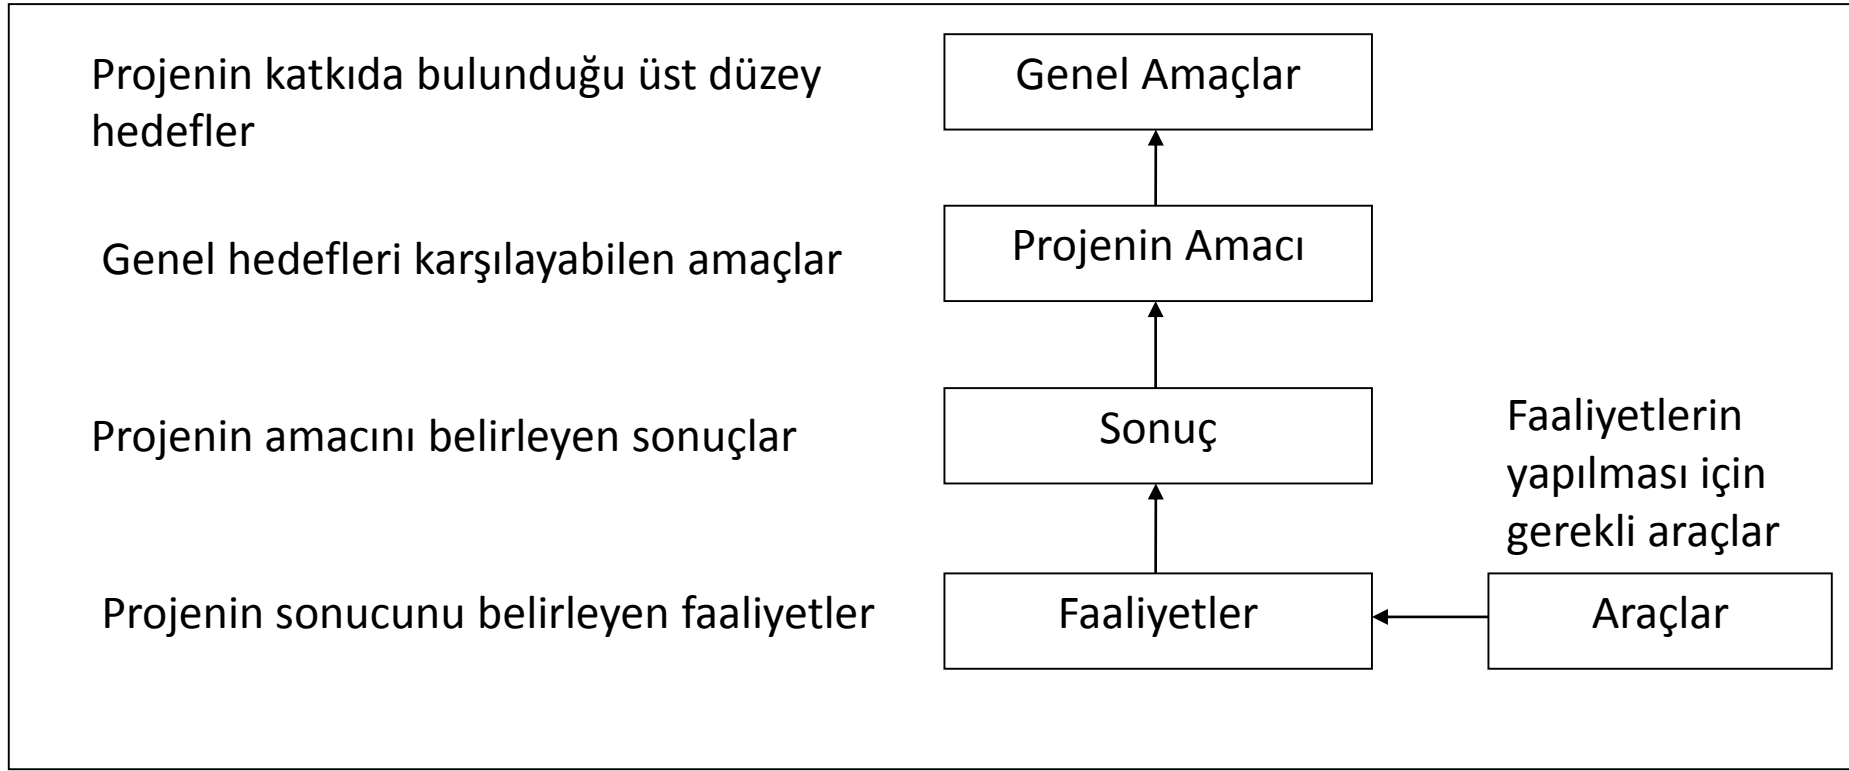 Projenin katkıda bulunduğu üst düzey
hedefler
Genel Amaçlar
Genel hedefleri karşılayabilen amaçlar
Projenin Amacı
Projenin amacını belirleyen sonuçlar
Sonuç
Faaliyetlerin
yapılması için
gerekli araçlar
Projenin sonucunu belirleyen faaliyetler
Faaliyetler
Araçlar